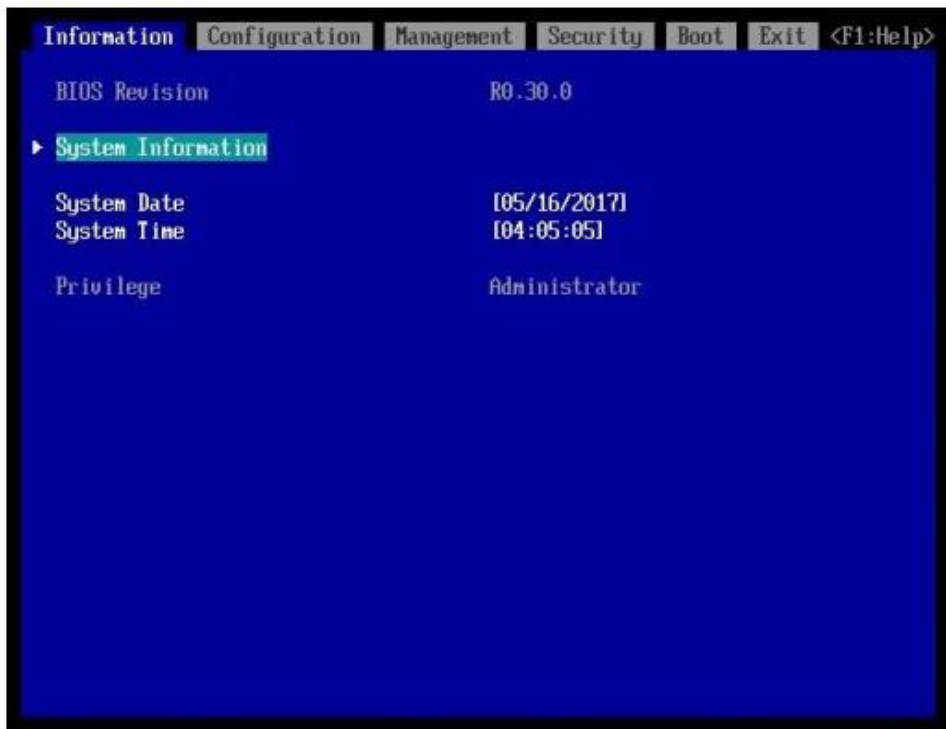 Information Configuration Management Security Boot Exit <F1:Help>
BIOS Revision R0.30.0
System Information
System Date [05/16/2017]
System Time [04:05:05]
Privilege Administrator